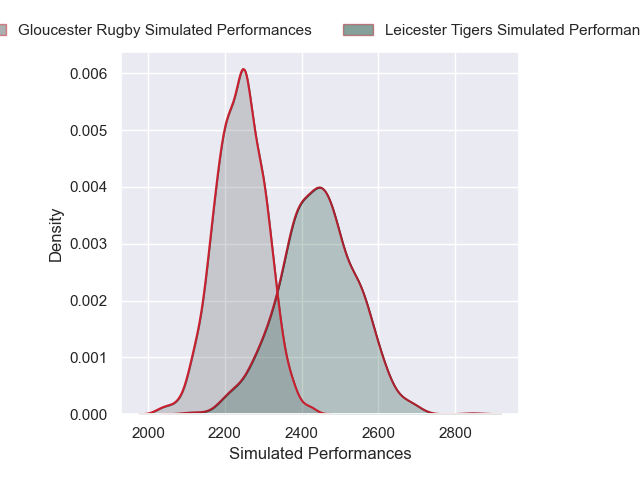 Gloucester Rugby Simulated Performances
Leicester Tigers Simulated Performan
0.006
0.005
0.004
0.003
0.002
0.001
0.000
Density
2000 2200 2400 2600 2800
Simulated Performances